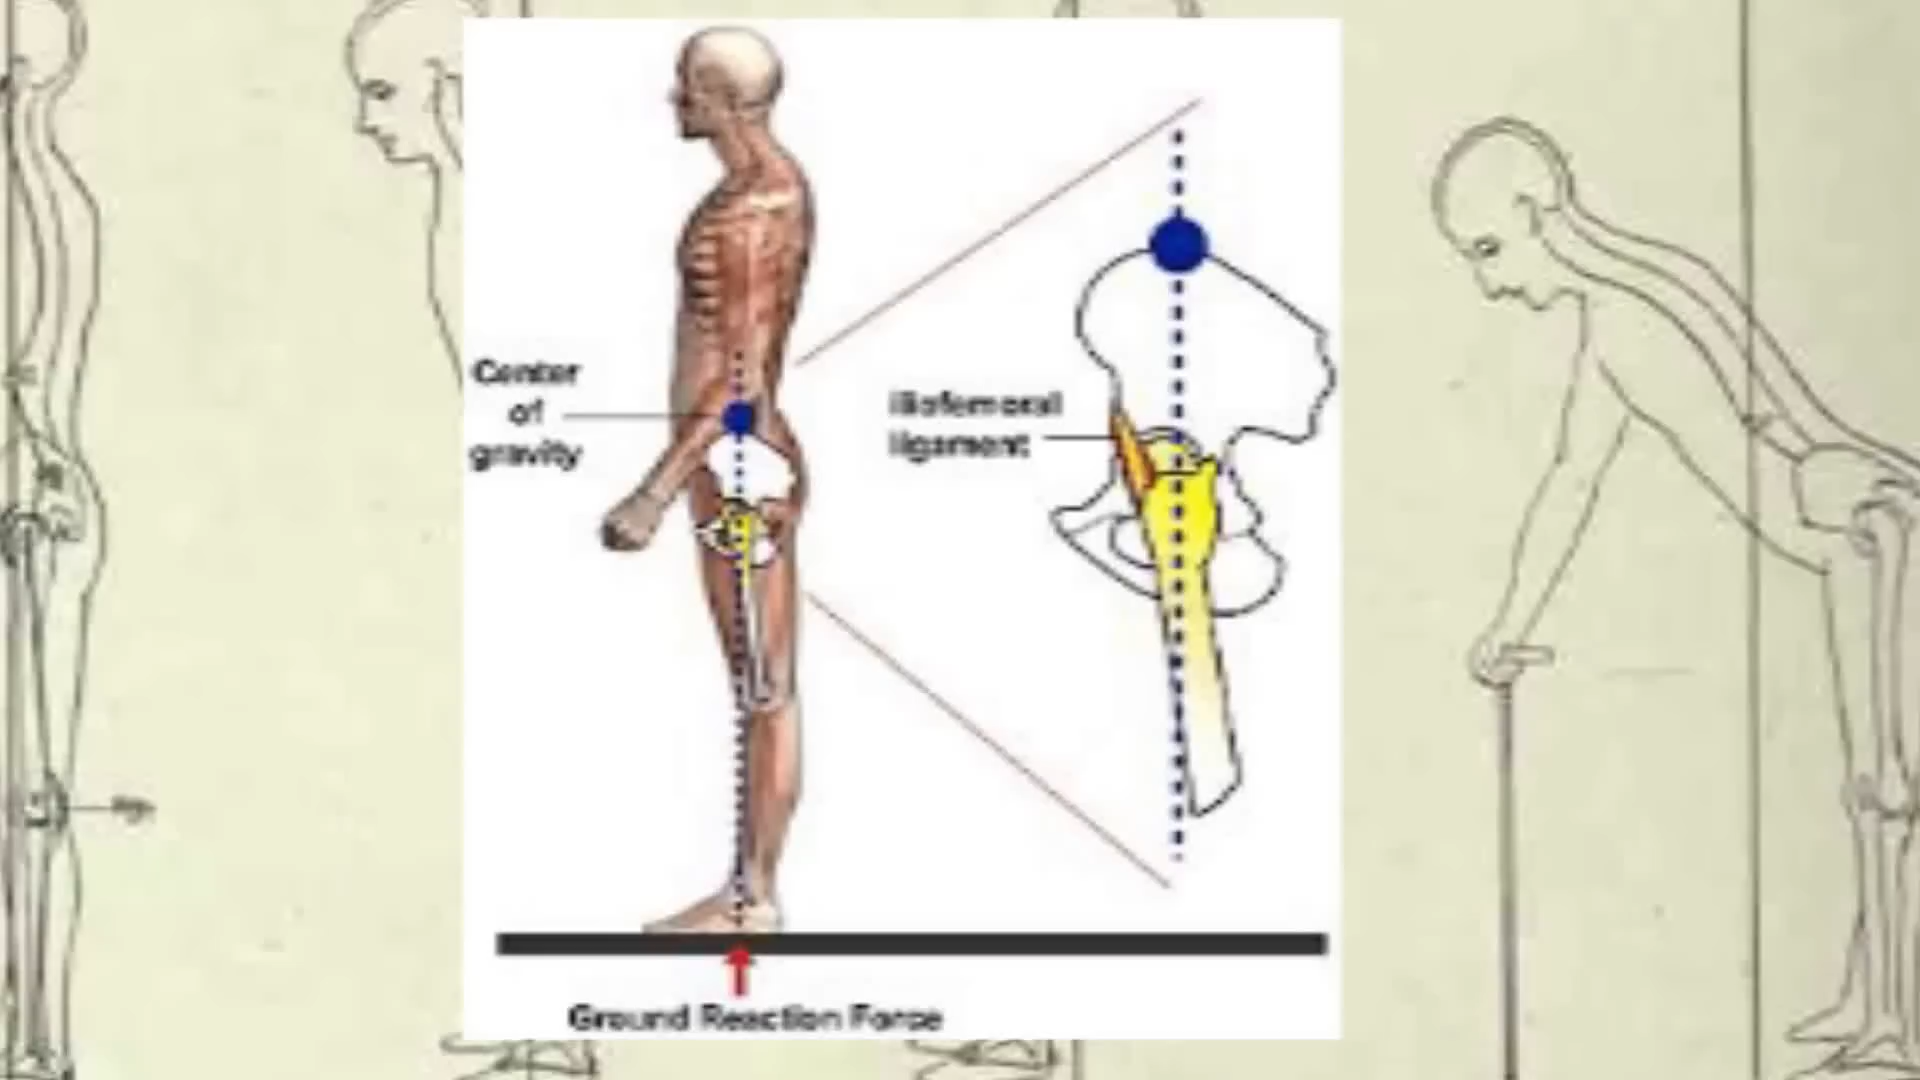 Center
of
gravity
iliofemoral
ligament
Ground Reaction Force